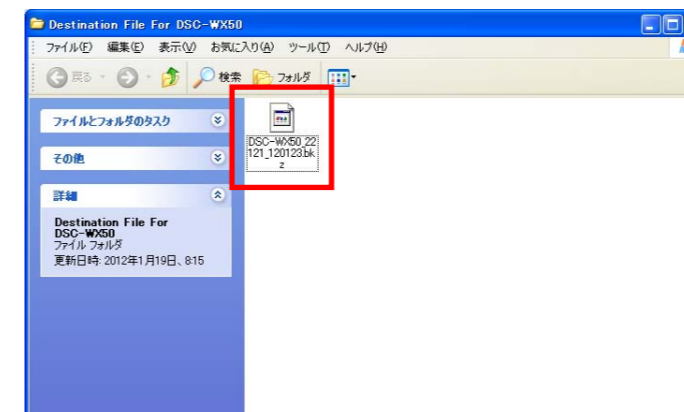 Destination File For DSC-WX50
ファイル(F) 編集(E) 表示(V) お気に入り(A) ツール(T) ヘルプ(H)
戻る 検索 フォルダ
ファイルとフォルダのタスク
その他
詳細
Destination File For
DSC-WX50
ファイル フォルダ
更新日時: 2012年1月19日、8:15
DSC-WX50_22
121_120123.bk
z